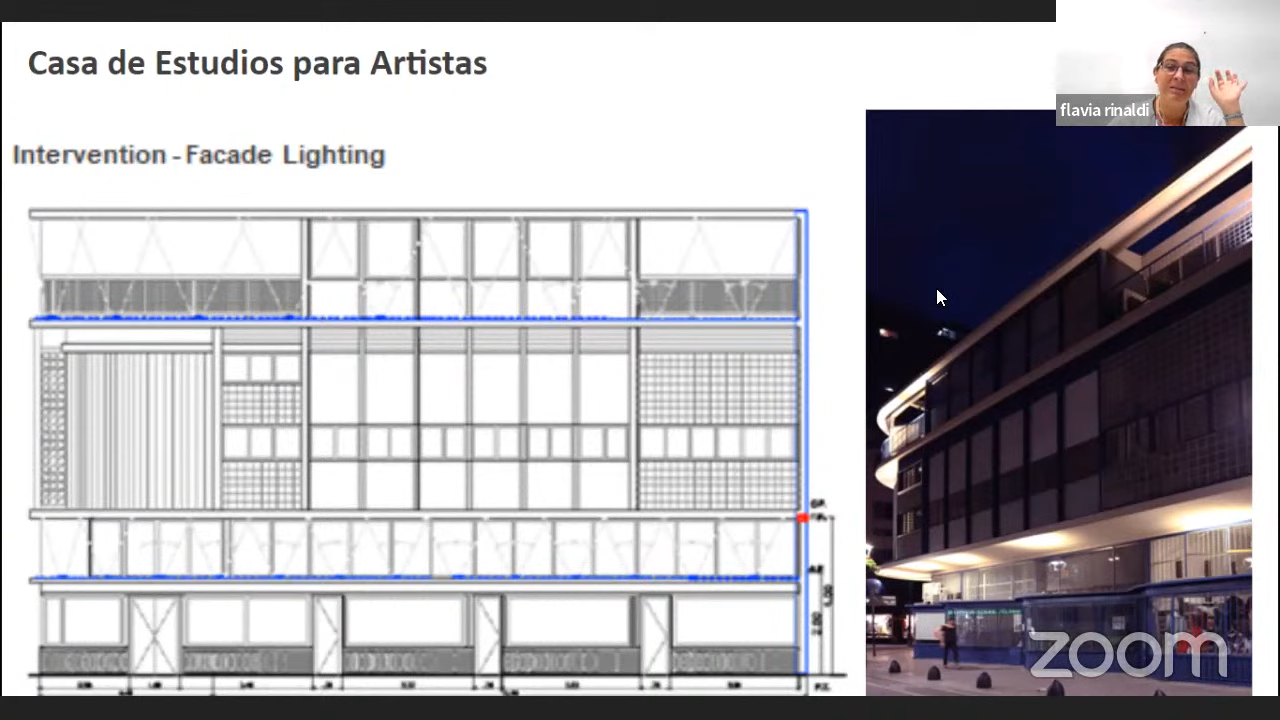 Casa de Estudios para Artistas
flavia rinaldi
Intervention - Facade Lighting
zoom